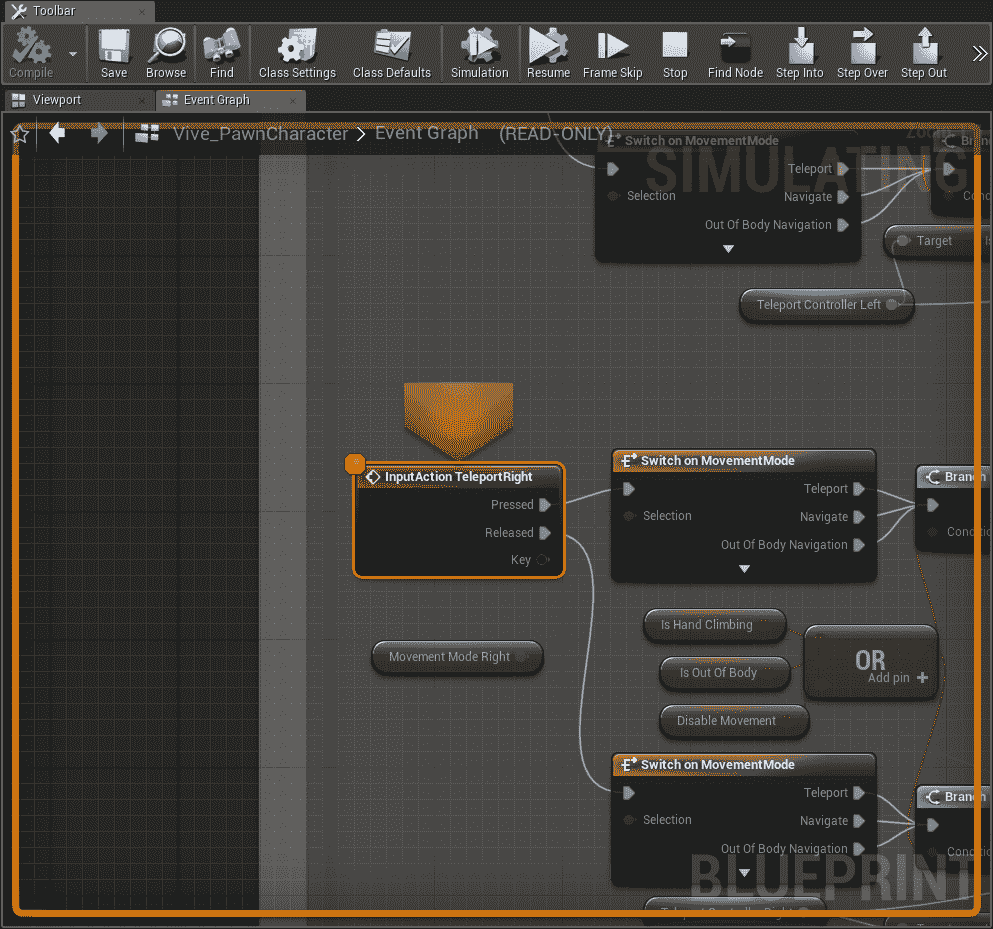 Toolbar
Compile
Save
Browse
Find
Class Settings
Class Defaults
Simulation
Resume
Frame Skip
Stop
Find Node
Step Into
Step Over
Step Out
Viewport
Event Graph
Vive_PawnCharacter > Event Graph (READ-ONLY)
SIMULATING
Switch on MovementMode
Teleport
Selection
Navigate
Out Of Body Navigation
Target
Teleport Controller Left
InputAction TeleportRight
Pressed
Released
Key
Switch on MovementMode
Teleport
Selection
Navigate
Out Of Body Navigation
Branch
Movement Mode Right
Is Hand Climbing
Is Out Of Body
Disable Movement
OR
Add pin
Switch on MovementMode
Teleport
Selection
Navigate
Out Of Body Navigation
Branch
BLUEPRINT